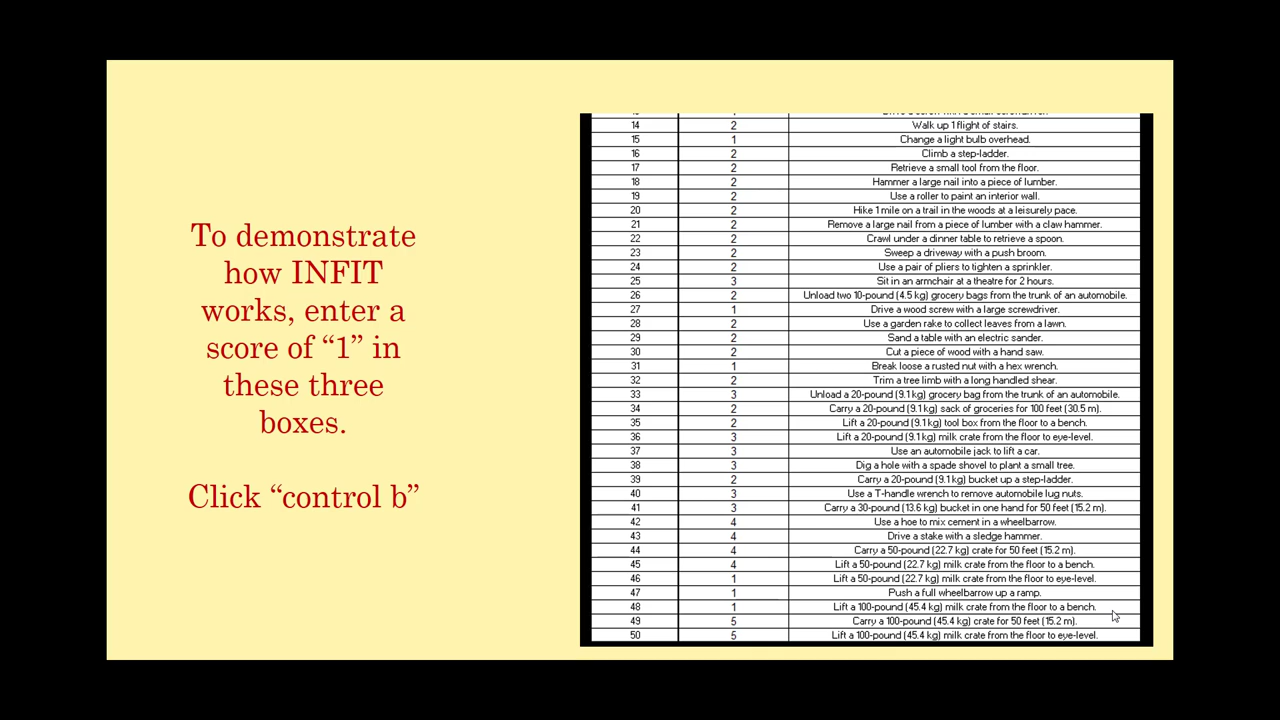 To demonstrate
how INFIT
works, enter a
score of “1” in
these three
boxes.
Click “control b”
14 2 Walk up 1 flight of stairs.
15 1 Change a light bulb overhead.
16 2 Climb a step-ladder.
17 2 Retrieve a small tool from the floor.
18 2 Hammer a large nail into a piece of lumber.
19 2 Use a roller to paint an interior wall.
20 2 Hike 1 mile on a trail in the woods at a leisurely pace.
21 2 Remove a large nail from a piece of lumber with a claw hammer.
22 2 Crawl under a dinner table to retrieve a spoon.
23 2 Sweep a driveway with a push broom.
24 2 Use a pair of pliers to tighten a sprinkler.
25 3 Sit in an armchair at a theatre for 2 hours.
26 2 Unload two 10-pound (4.5 kg) grocery bags from the trunk of an automobile.
27 1 Drive a wood screw with a large screwdriver.
28 2 Use a garden rake to collect leaves from a lawn.
29 2 Sand a table with an electric sander.
30 2 Cut a piece of wood with a hand saw.
31 1 Break loose a rusted nut with a hex wrench.
32 2 Trim a tree limb with a long handled shear.
33 3 Unload a 20-pound (9.1 kg) grocery bag from the trunk of an automobile.
34 2 Carry a 20-pound (9.1 kg) sack of groceries for 100 feet (30.5 m).
35 2 Lift a 20-pound (9.1 kg) tool box from the floor to a bench.
36 3 Lift a 20-pound (9.1 kg) milk crate from the floor to eye-level.
37 3 Use an automobile jack to lift a car.
38 3 Dig a hole with a spade shovel to plant a small tree.
39 2 Carry a 20-pound (9.1 kg) bucket up a step-ladder.
40 3 Use a T-handle wrench to remove automobile lug nuts.
41 3 Carry a 30-pound (13.6 kg) bucket in one hand for 50 feet (15.2 m).
42 4 Use a hoe to mix cement in a wheelbarrow.
43 4 Drive a stake with a sledge hammer.
44 4 Carry a 50-pound (22.7 kg) crate for 50 feet (15.2 m).
45 4 Lift a 50-pound (22.7 kg) milk crate from the floor to a bench.
46 1 Lift a 50-pound (22.7 kg) milk crate from the floor to eye-level.
47 1 Push a full wheelbarrow up a ramp.
48 1 Lift a 100-pound (45.4 kg) milk crate from the floor to a bench.
49 5 Carry a 100-pound (45.4 kg) crate for 50 feet (15.2 m).
50 5 Lift a 100-pound (45.4 kg) milk crate from the floor to eye-level.